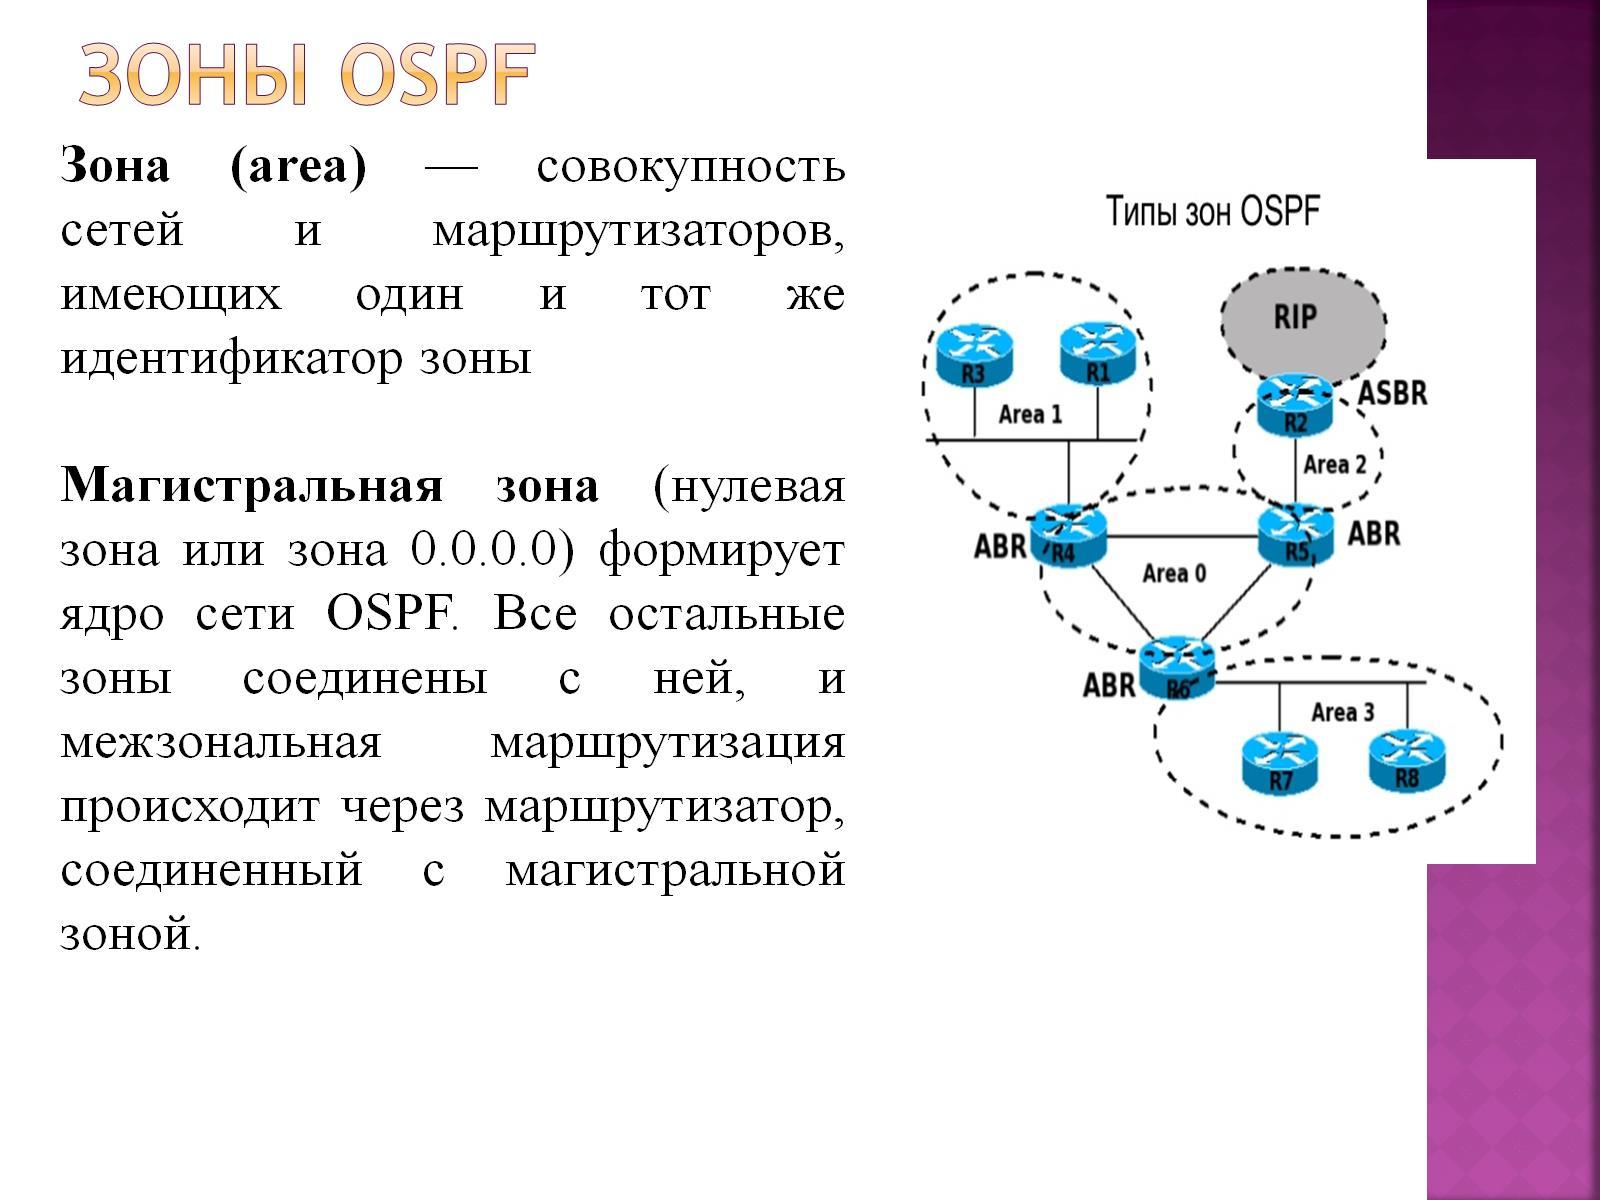 ЗОНЫ OSPF
Зона (area) — совокупность
сетей и маршрутизаторов,
имеющих один и тот же
идентификатор зоны
Магистральная зона (нулевая
зона или зона 0.0.0.0) формирует
ядро сети OSPF. Все остальные
зоны соединены с ней, и
межзональная маршрутизация
происходит через маршрутизатор,
соединенный с магистральной
зоной.
Типы зон OSPF
RIP
R3
R1
ASBR
Area 1
R2
Area 2
ABR
R4
R5
ABR
Area 0
ABR
R6
Area 3
R7
R8